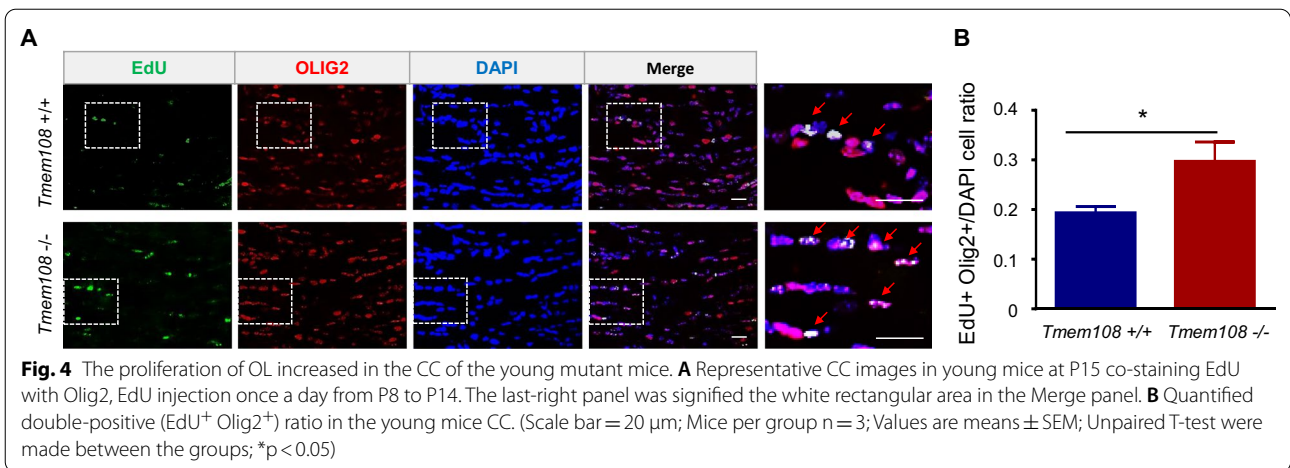 A
EdU
OLIG2
DAPI
Merge
Tmem108 +/+
Tmem108 -/-
B
EdU+ Olig2+/DAPI cell ratio
0.4
0.3
0.2
0.1
0
*
Tmem108 +/+ Tmem108 -/-
Fig. 4 The proliferation of OL increased in the CC of the young mutant mice. A Representative CC images in young mice at P15 co-staining EdU
with Olig2, EdU injection once a day from P8 to P14. The last-right panel was signified the white rectangular area in the Merge panel. B Quantified
double-positive (EdU⁺ Olig2⁺) ratio in the young mice CC. (Scale bar = 20 μm; Mice per group n = 3; Values are means ± SEM; Unpaired T-test were
made between the groups; *p < 0.05)